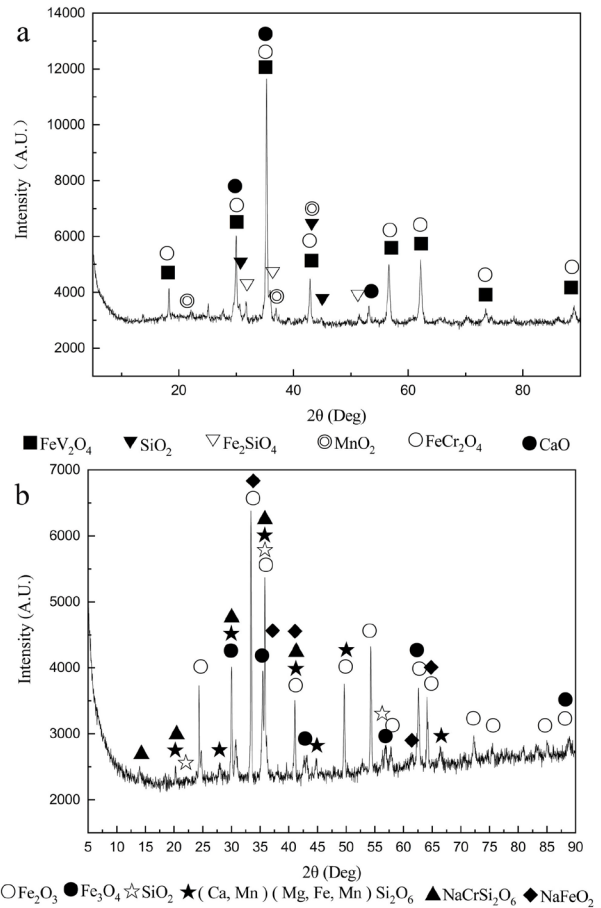 a
14000
12000
10000
8000
6000
4000
2000
Intensity (A.U.)
20 40 60 80
2θ (Deg)
FeV₂O₄ SiO₂ Fe₂SiO₄ MnO₂ FeCr₂O₄ CaO
b
7000
6000
5000
4000
3000
2000
Intensity (A.U.)
5 10 15 20 25 30 35 40 45 50 55 60 65 70 75 80 85 90
2θ (Deg)
Fe₂O₃ Fe₃O₄ SiO₂ (Ca, Mn) (Mg, Fe, Mn) Si₂O₆ NaCrSi₂O₆ NaFeO₂